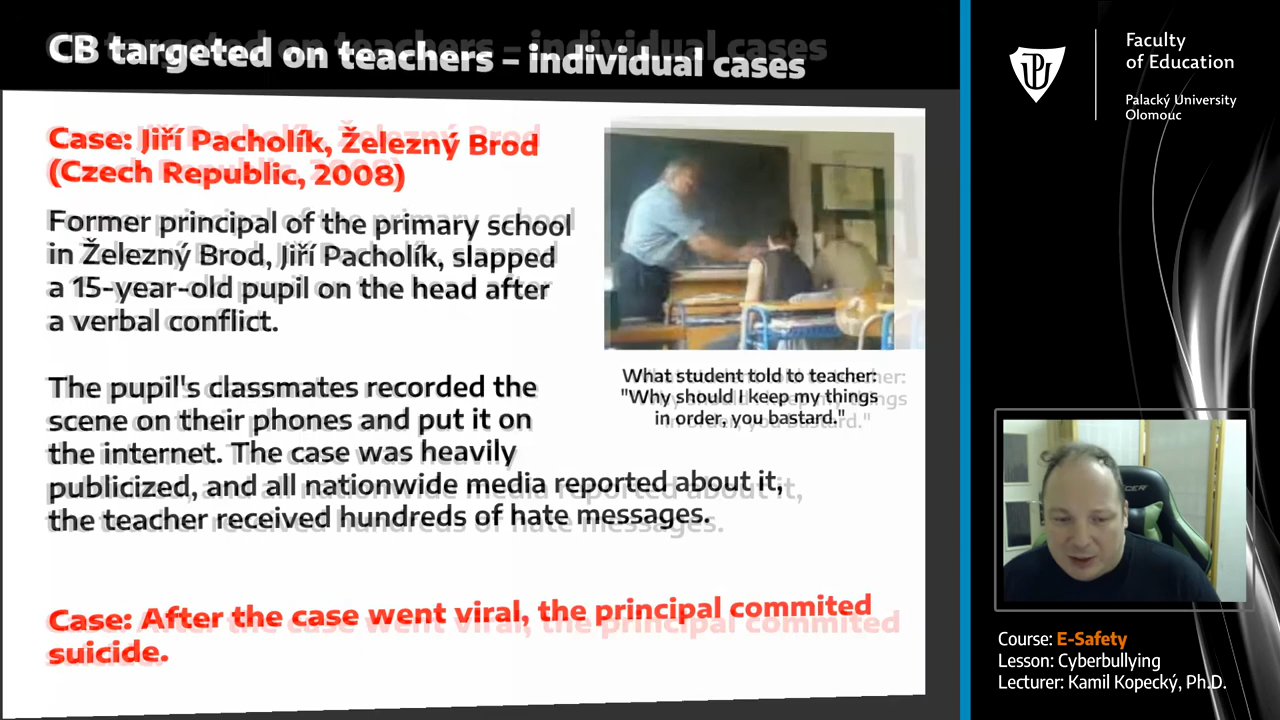 CB targeted on teachers – individual cases
Case: Jiří Pacholík, Železný Brod
(Czech Republic, 2008)
Former principal of the primary school
in Železný Brod, Jiří Pacholík, slapped
a 15-year-old pupil on the head after
a verbal conflict.
The pupil's classmates recorded the
scene on their phones and put it on
the internet. The case was heavily
publicized, and all nationwide media reported about it,
the teacher received hundreds of hate messages.
Case: After the case went viral, the principal commited
suicide.
What student told to teacher:
"Why should I keep my things
in order, you bastard."
Faculty
of Education
Palacký University
Olomouc
Course: E-Safety
Lesson: Cyberbullying
Lecturer: Kamil Kopecký, Ph.D.